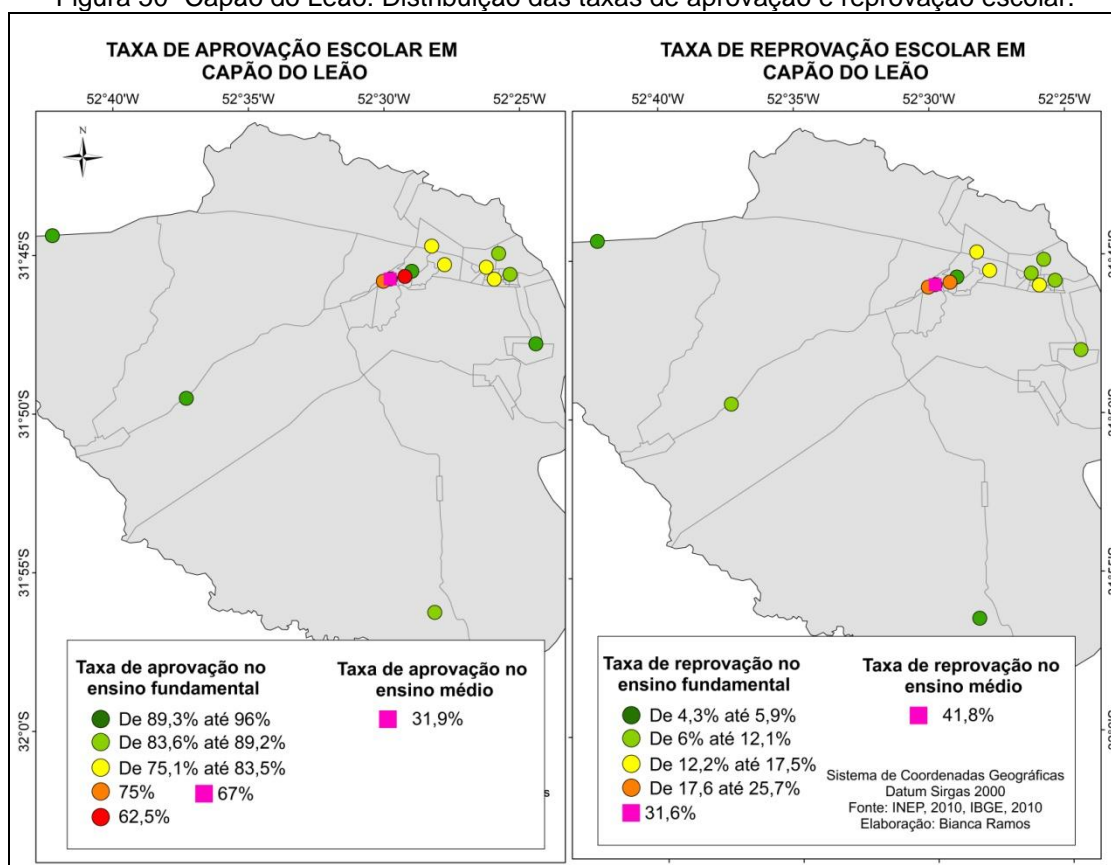 Figura 50- Capão do Leão: Distribuição das taxas de aprovação e reprovação escolar.
TAXA DE APROVAÇÃO ESCOLAR EM
CAPÃO DO LEÃO
52°40'W 52°35'W 52°30'W 52°25'W
N
31°45'S
31°50'S
31°55'S
32°0'S
Taxa de aprovação no
ensino fundamental
De 89,3% até 96%
De 83,6% até 89,2%
De 75,1% até 83,5%
75% 67%
62,5%
Taxa de aprovação no
ensino médio
31,9%
TAXA DE REPROVAÇÃO ESCOLAR EM
CAPÃO DO LEÃO
52°40'W 52°35'W 52°30'W 52°25'W
Taxa de reprovação no
ensino fundamental
De 4,3% até 5,9%
De 6% até 12,1%
De 12,2% até 17,5%
De 17,6 até 25,7%
31,6%
Taxa de reprovação no
ensino médio
41,8%
Sistema de Coordenadas Geográficas
Datum Sirgas 2000
Fonte: INEP, 2010, IBGE, 2010
Elaboração: Bianca Ramos